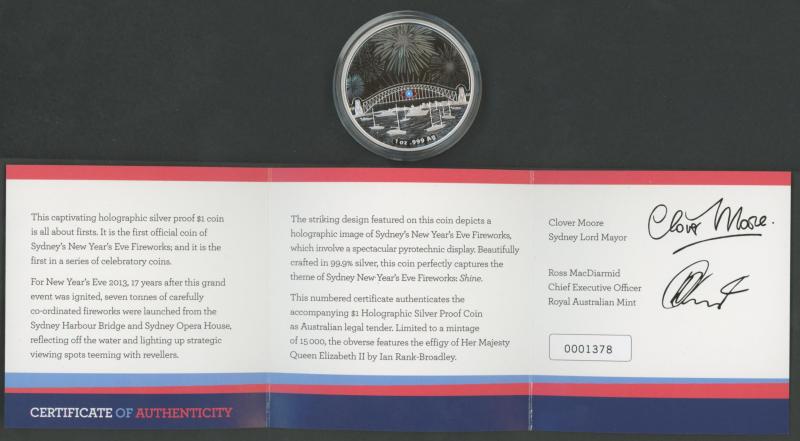 1 oz .999 Ag
This captivating holographic silver proof $1 coin
is all about firsts. It is the first official coin of
Sydney's New Year's Eve Fireworks; and it is the
first in a series of celebratory coins.
For New Year's Eve 2013, 17 years after this grand
event was ignited, seven tonnes of carefully
co-ordinated fireworks were launched from the
Sydney Harbour Bridge and Sydney Opera House,
reflecting off the water and lighting up strategic
viewing spots teeming with revellers.
CERTIFICATE OF AUTHENTICITY
The striking design featured on this coin depicts a
holographic image of Sydney's New Year's Eve Fireworks,
which involve a spectacular pyrotechnic display. Beautifully
crafted in 99.9% silver, this coin perfectly captures the
theme of Sydney New Year's Eve Fireworks: Shine.
This numbered certificate authenticates the
accompanying $1 Holographic Silver Proof Coin
as Australian legal tender. Limited to a mintage
of 15 000, the obverse features the effigy of Her Majesty
Queen Elizabeth II by Ian Rank-Broadley.
Clover Moore
Sydney Lord Mayor
Clover Moore.
Ross MacDiarmid
Chief Executive Officer
Royal Australian Mint
0001378